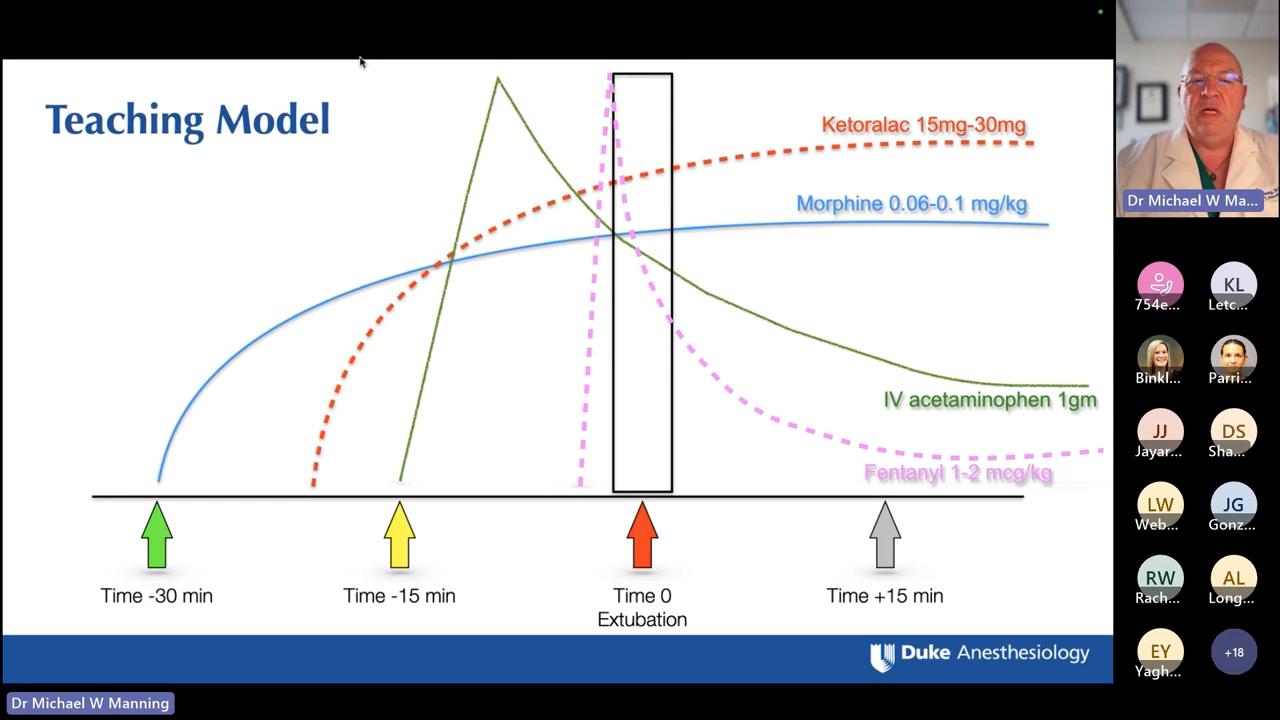 Teaching Model
Ketoralac 15mg-30mg
Morphine 0.06-0.1 mg/kg
IV acetaminophen 1gm
Fentanyl 1-2 mcg/kg
Time -30 min
Time -15 min
Time 0
Extubation
Time +15 min
Duke Anesthesiology
Dr Michael W Manning
Dr Michael W Ma...
754e...
KL
Letc...
Binkl...
Parri...
JJ
Jayar...
DS
Sha...
LW
Web...
JG
Gonz...
RW
Rach...
AL
Long...
EY
Yagh...
+18